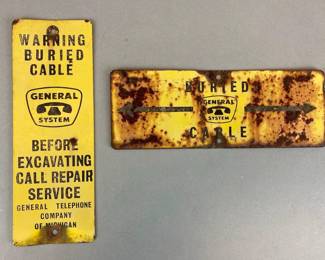 WARNING
BURIED
CABLE
GENERAL
SYSTEM
BEFORE
EXCAVATING
CALL REPAIR
SERVICE
GENERAL TELEPHONE
COMPANY
OF MICHIGAN
BURIED
GENERAL
SYSTEM
CABLE